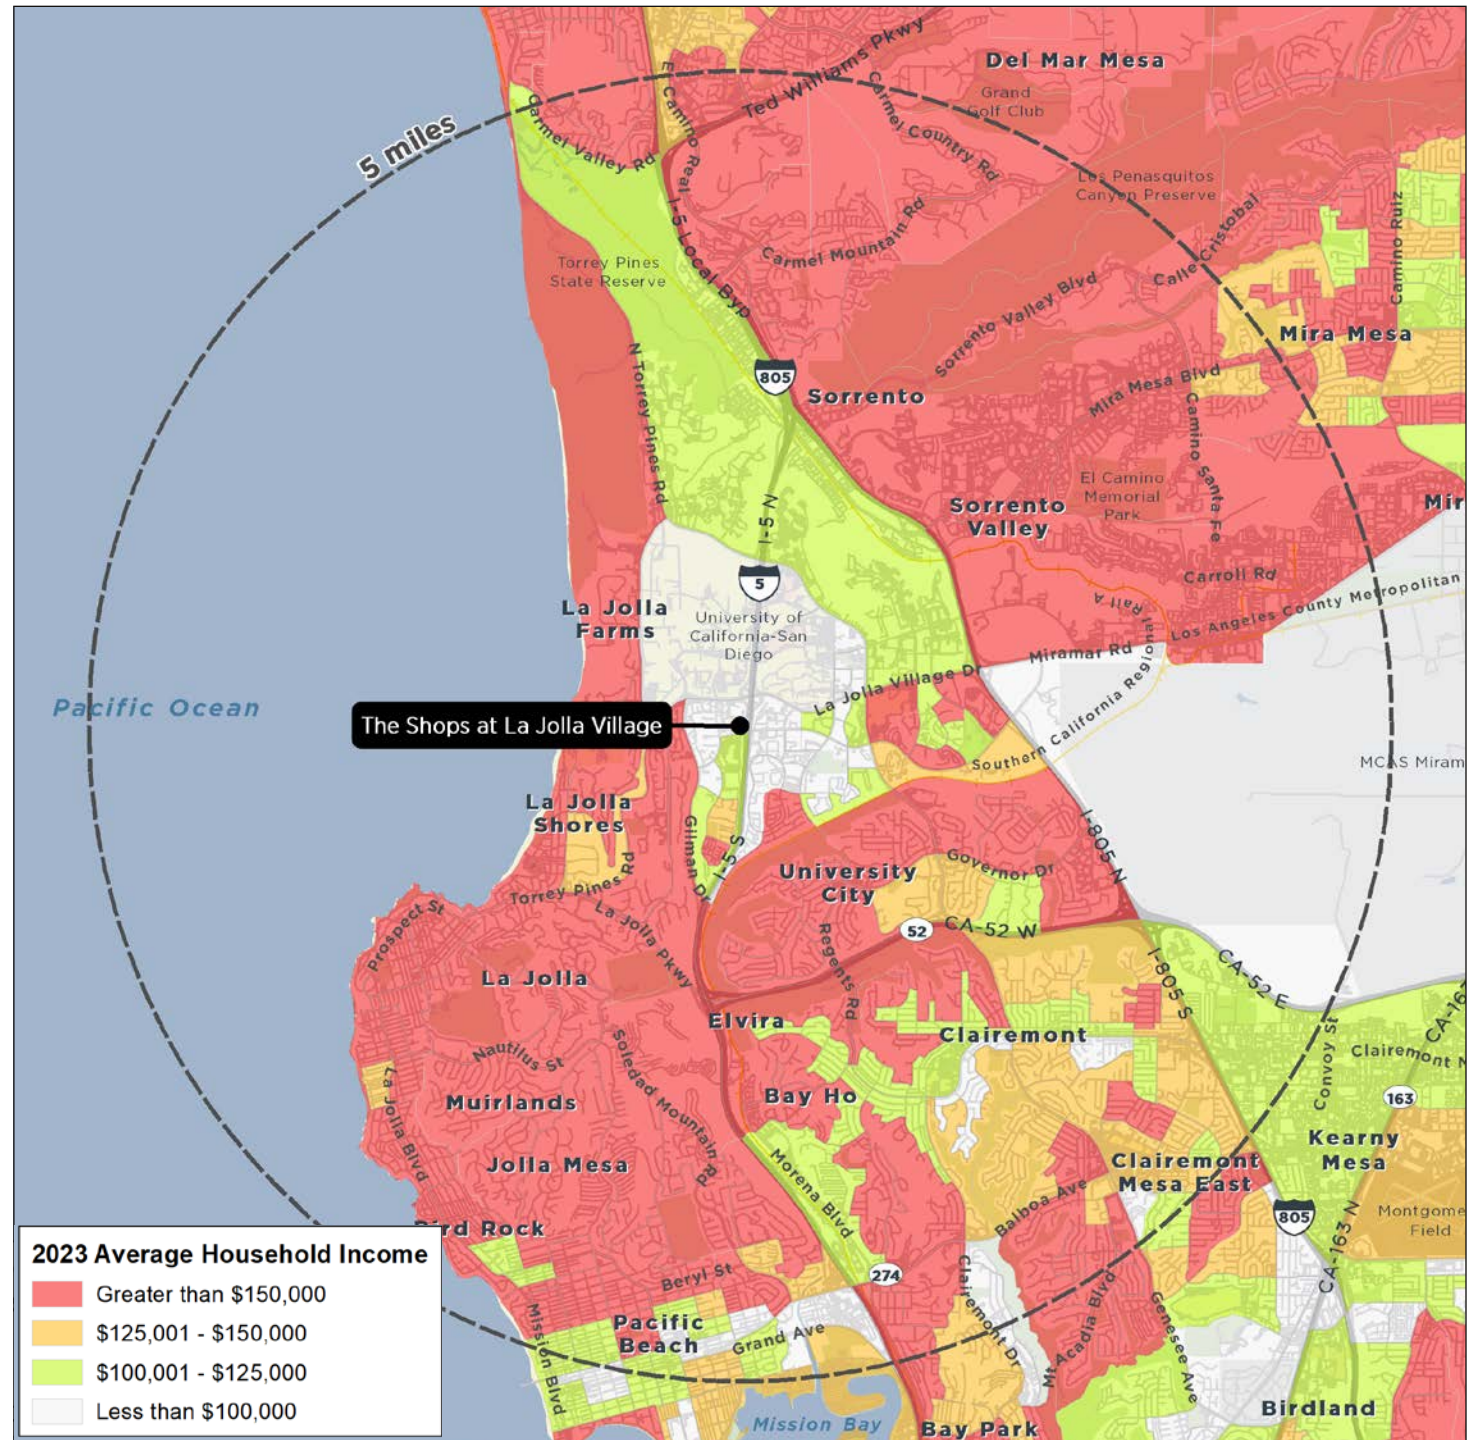 Del Mar Mesa
Grand
Golf Club
Ted Williams Pkwy
El Camino Real
Carmel Country Rd
5 miles
Carmel Valley Rd
Los Penasquitos
Canyon Preserve
Camino Ruiz
I-5 Local Byp
Carmel Mountain Rd
Calle Cristobal
Torrey Pines
State Reserve
Sorrento Valley Blvd
Mira Mesa
N Torrey Pines Rd
805
Sorrento
Mira Mesa Blvd
Camino Santa Fe
El Camino
Memorial
Park
Sorrento
Valley
Mir
I-5 N
5
Carroll Rd
La Jolla
Farms
University of
California-San
Diego
Rail A
Los Angeles County Metropolitan
Miramar Rd
La Jolla Village Dr
Southern California Regional
Pacific Ocean
The Shops at La Jolla Village
MCAS Miram
La Jolla
Shores
Gilman Dr
I-5 S
I-805 N
University
City
Governor Dr
Torrey Pines Rd
La Jolla Pkwy
Prospect St
52
CA-52 W
Regents Rd
La Jolla
I-805 S
CA-52 E
CA-16
Elvira
Clairemont
Convoy St
Clairemont M
Nautilus St
Soledad Mountain Rd
La Jolla Blvd
Muirlands
Bay Ho
163
Kearny
Mesa
Jolla Mesa
Morena Blvd
Clairemont
Mesa East
Balboa Ave
805
Montgome
Field
CA-163 N
Bird Rock
Beryl St
274
Clairemont Dr
Mt Acadia Blvd
Genesee Ave
Mission Blvd
Pacific
Beach
Grand Ave
Mission Bay
Bay Park
Birdland
2023 Average Household Income
Greater than $150,000
$125,001 - $150,000
$100,001 - $125,000
Less than $100,000